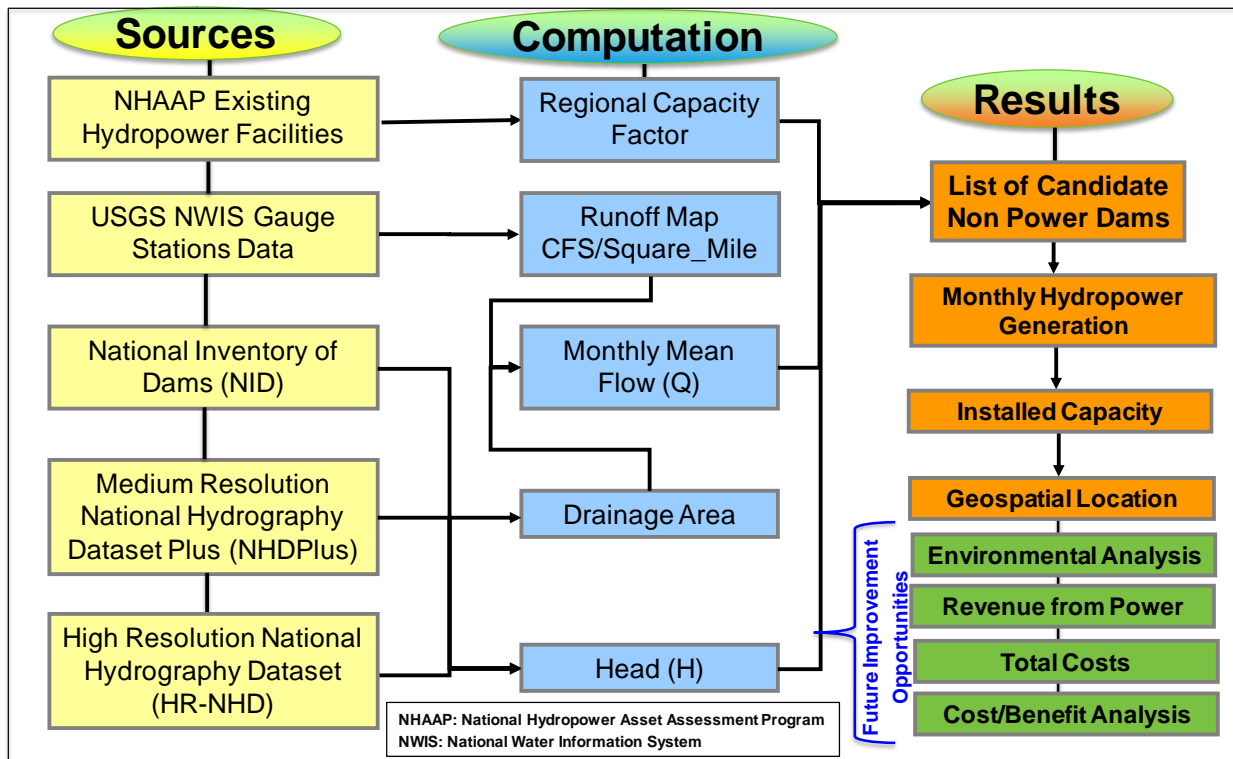 Sources
NHAAP Existing
Hydropower Facilities
USGS NWIS Gauge
Stations Data
National Inventory of
Dams (NID)
Medium Resolution
National Hydrography
Dataset Plus (NHDPlus)
High Resolution National
Hydrography Dataset
(HR-NHD)
Computation
Regional Capacity
Factor
Runoff Map
CFS/Square_Mile
Monthly Mean
Flow (Q)
Drainage Area
Head (H)
NHAAP: National Hydropower Asset Assessment Program
NWIS: National Water Information System
Results
List of Candidate
Non Power Dams
Monthly Hydropower
Generation
Installed Capacity
Geospatial Location
Future Improvement
Opportunities
Environmental Analysis
Revenue from Power
Total Costs
Cost/Benefit Analysis